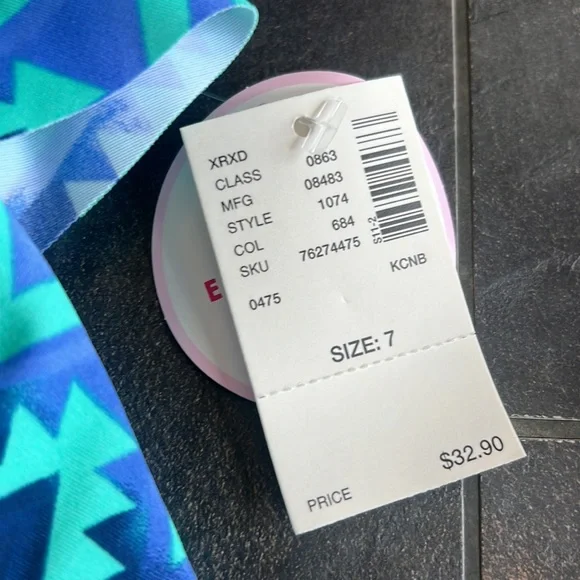 XRXD 0863
CLASS 08483
MFG 1074
STYLE 684
COL 76274475
SKU
KCNB
0475
S11-2
SIZE: 7
$32.90
PRICE
E